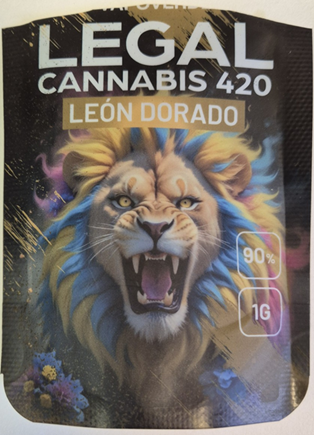 LEGAL
CANNABIS 420
LEÓN DORADO
90%
1G